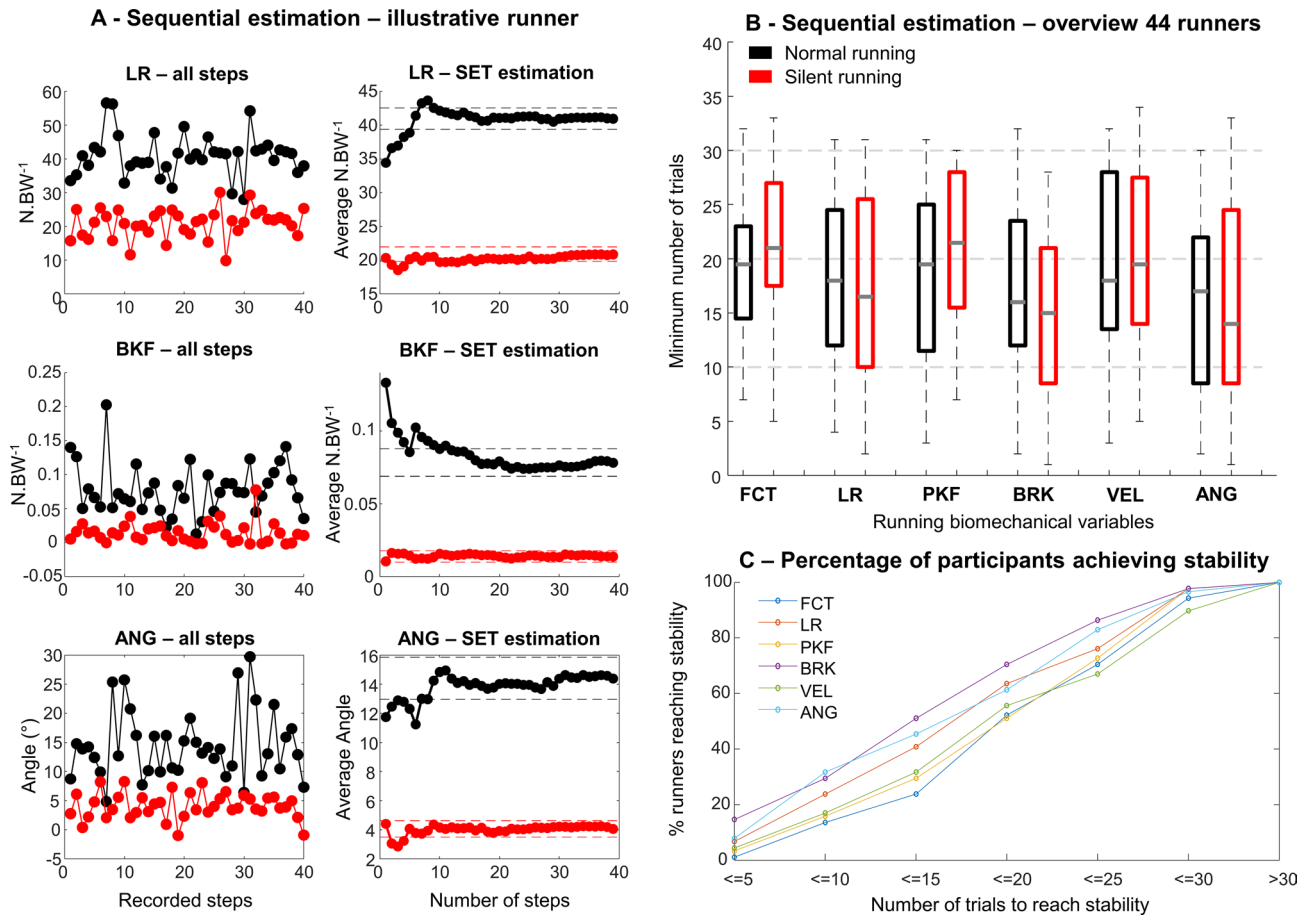 A - Sequential estimation – illustrative runner
LR – all steps
60
50
40
30
20
10
0
N.BW-1
0 10 20 30 40
LR – SET estimation
45
40
35
30
25
20
15
Average N.BW-1
0 10 20 30 40
BKF – all steps
0.25
0.2
0.15
0.1
0.05
0
-0.05
N.BW-1
0 10 20 30 40
BKF – SET estimation
0.1
0.05
0
Average N.BW-1
0 10 20 30 40
ANG – all steps
30
25
20
15
10
5
0
-5
Angle (°)
0 10 20 30 40
Recorded steps
ANG – SET estimation
16
14
12
10
8
6
4
2
Average Angle
0 10 20 30 40
Number of steps
B - Sequential estimation – overview 44 runners
Normal running
Silent running
40
35
30
25
20
15
10
5
0
Minimum number of trials
FCT LR PKF BRK VEL ANG
Running biomechanical variables
C – Percentage of participants achieving stability
FCT
LR
PKF
BRK
VEL
ANG
100
80
60
40
20
0
% runners reaching stability
<=5 <=10 <=15 <=20 <=25 <=30 >30
Number of trials to reach stability